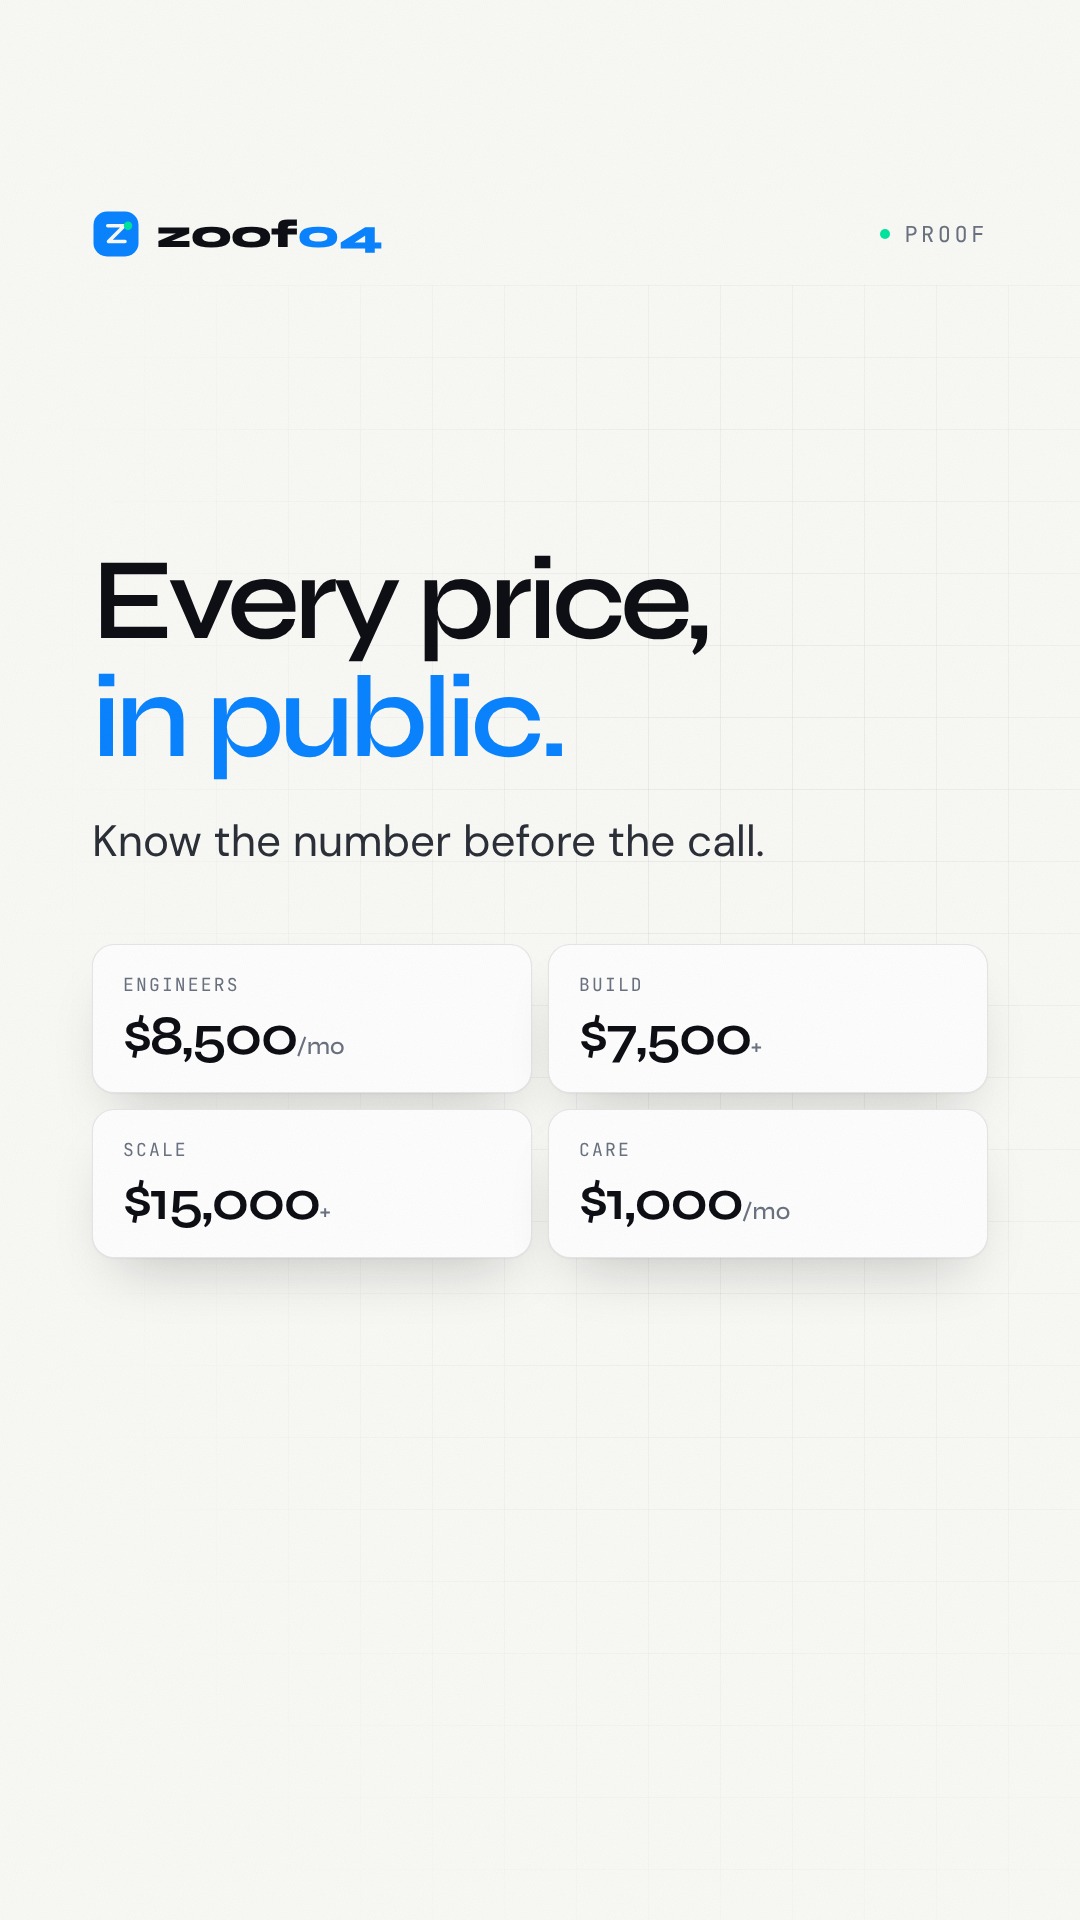 Z zoof04
PROOF
Every price,
in public.
Know the number before the call.
ENGINEERS
$8,500/mo
BUILD
$7,500+
SCALE
$15,000+
CARE
$1,000/mo